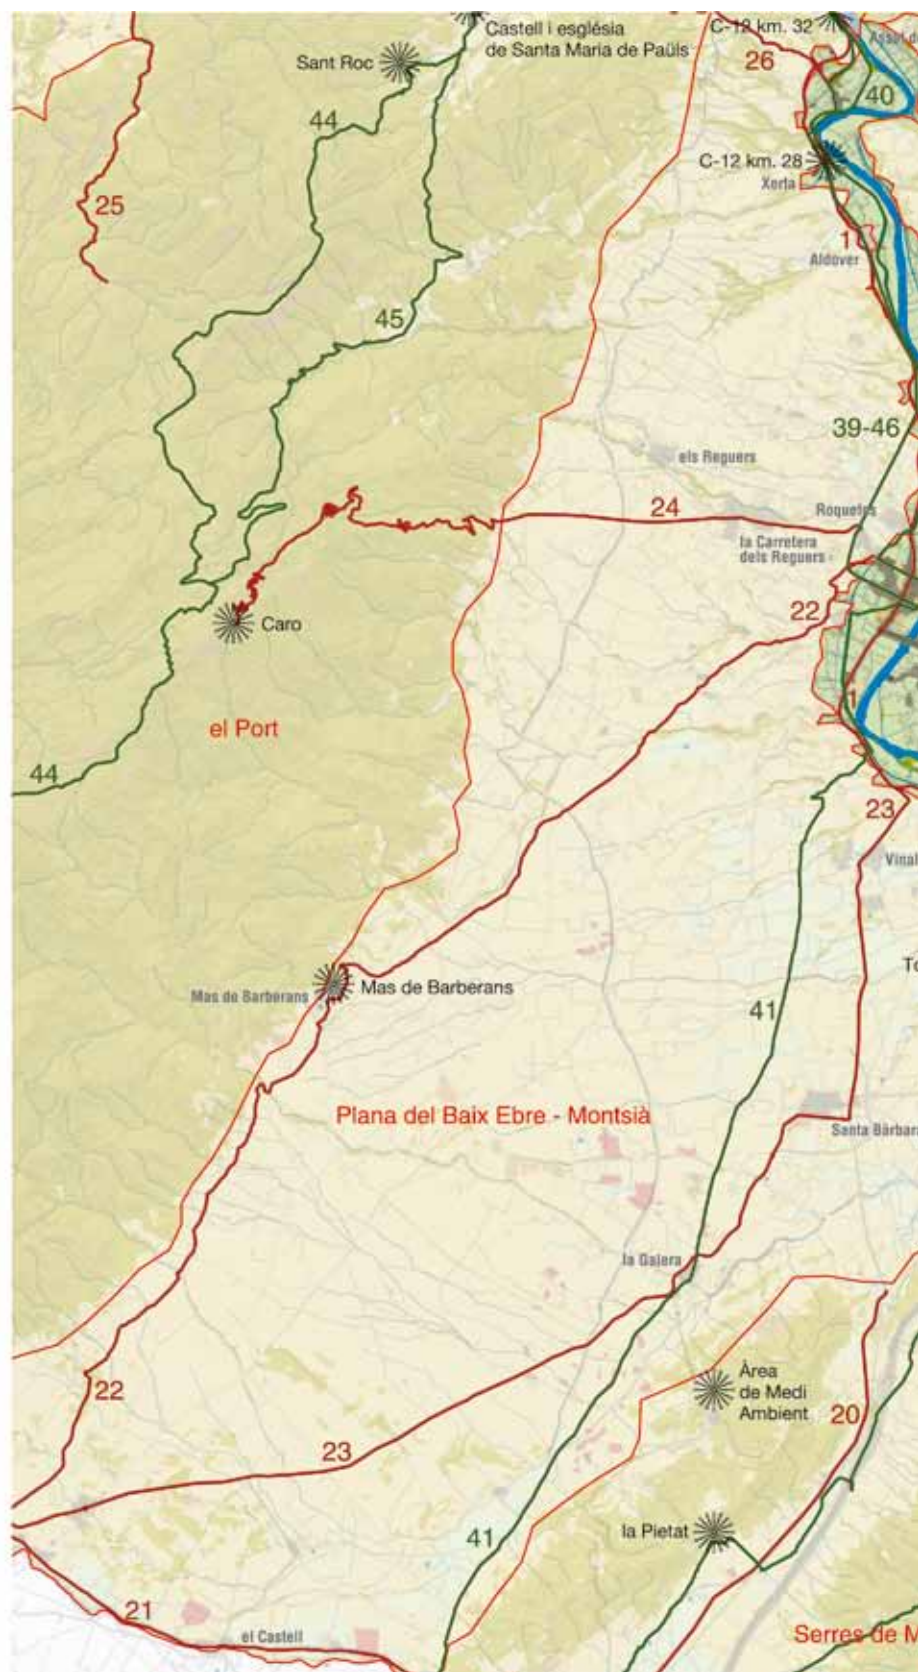 C-12 km. 32
Castell i església
de Santa Maria de Paüls
Sant Roc
26
40
44
C-12 km. 28
Xerta
25
1
Aldover
45
39-46
els Reguers
24
Roquetes
la Carretera
dels Reguers
22
Caro
1
el Port
44
23
Mas de Barberans
Mas de Barberans
41
Plana del Baix Ebre - Montsià
Santa Bàrbara
la Galera
22
Àrea
de Medi
Ambient
20
23
41
la Pietat
21
el Castell
Serres de M